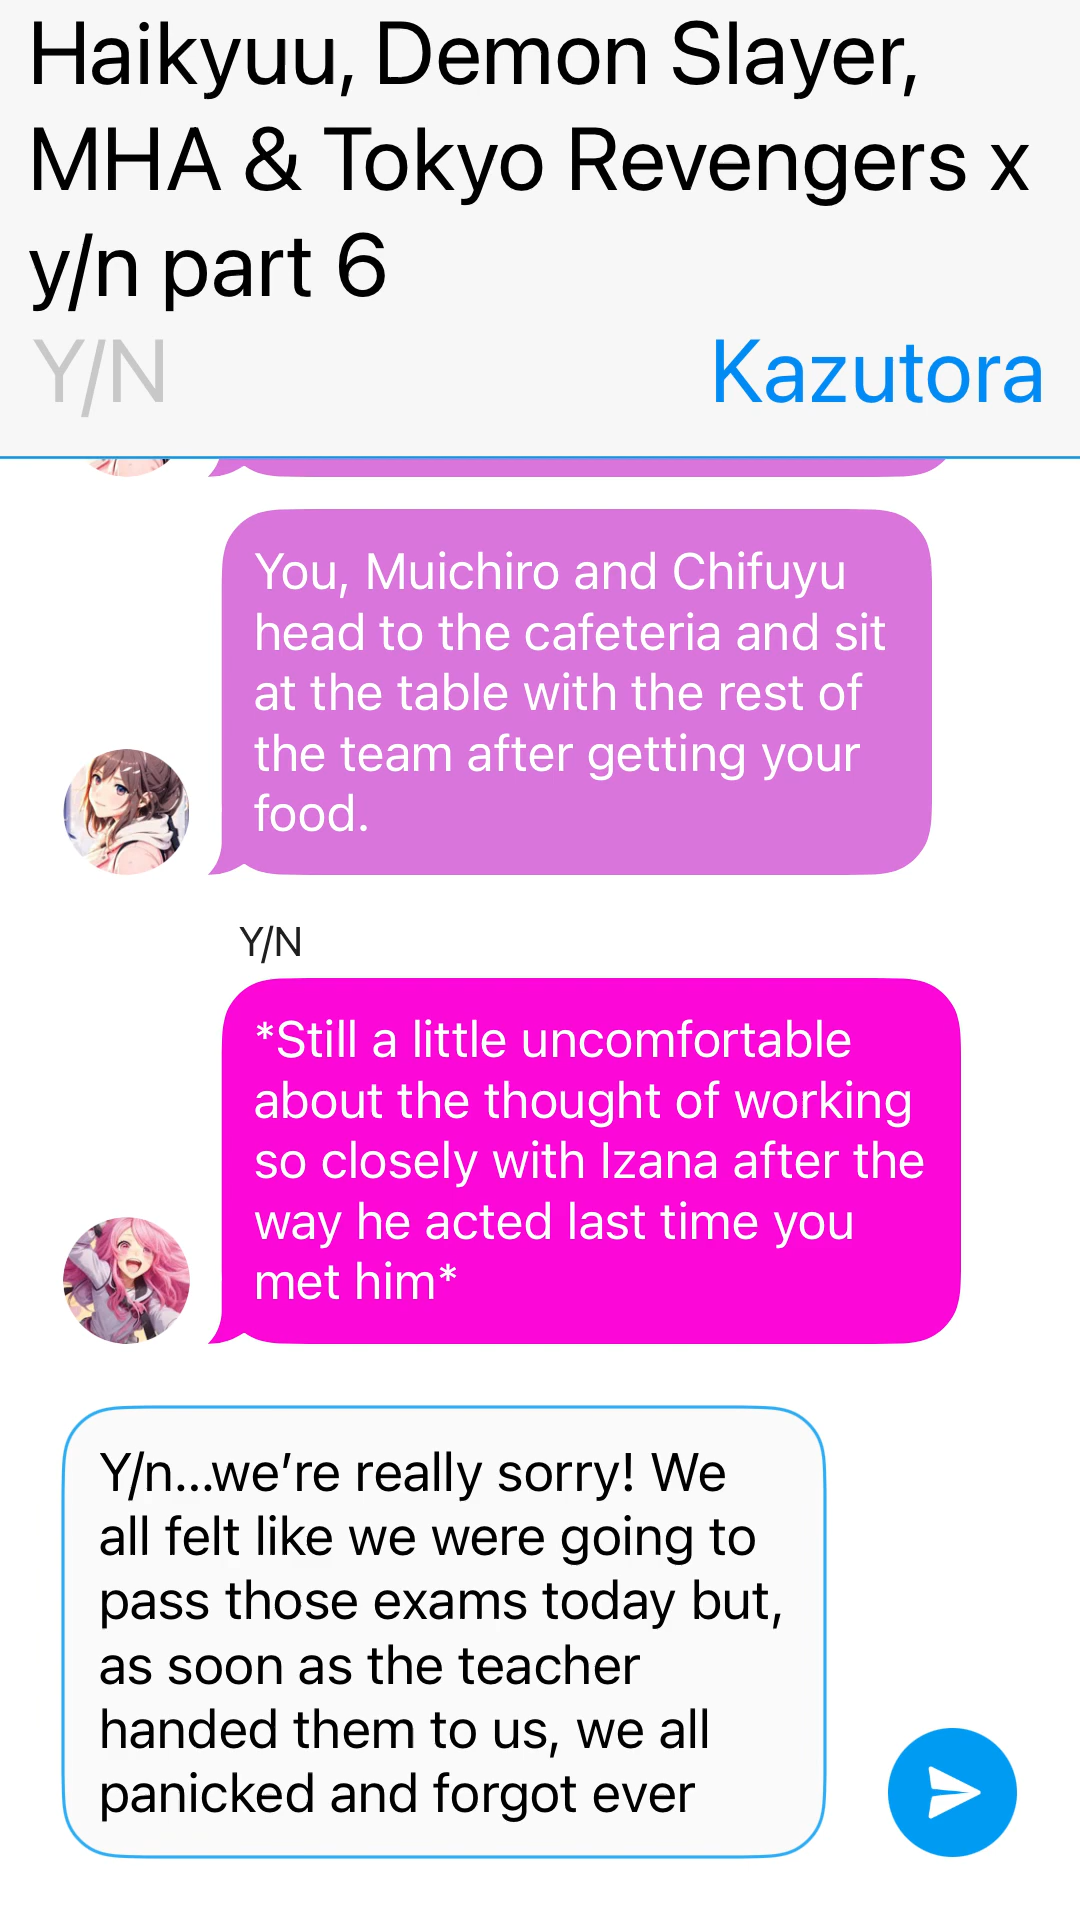 Haikyuu, Demon Slayer,
MHA & Tokyo Revengers x
y/n part 6
Y/N
Kazutora
You, Muichiro and Chifuyu
head to the cafeteria and sit
at the table with the rest of
the team after getting your
food.
Y/N
*Still a little uncomfortable
about the thought of working
so closely with Izana after the
way he acted last time you
met him*
Y/n...we’re really sorry! We
all felt like we were going to
pass those exams today but,
as soon as the teacher
handed them to us, we all
panicked and forgot ever